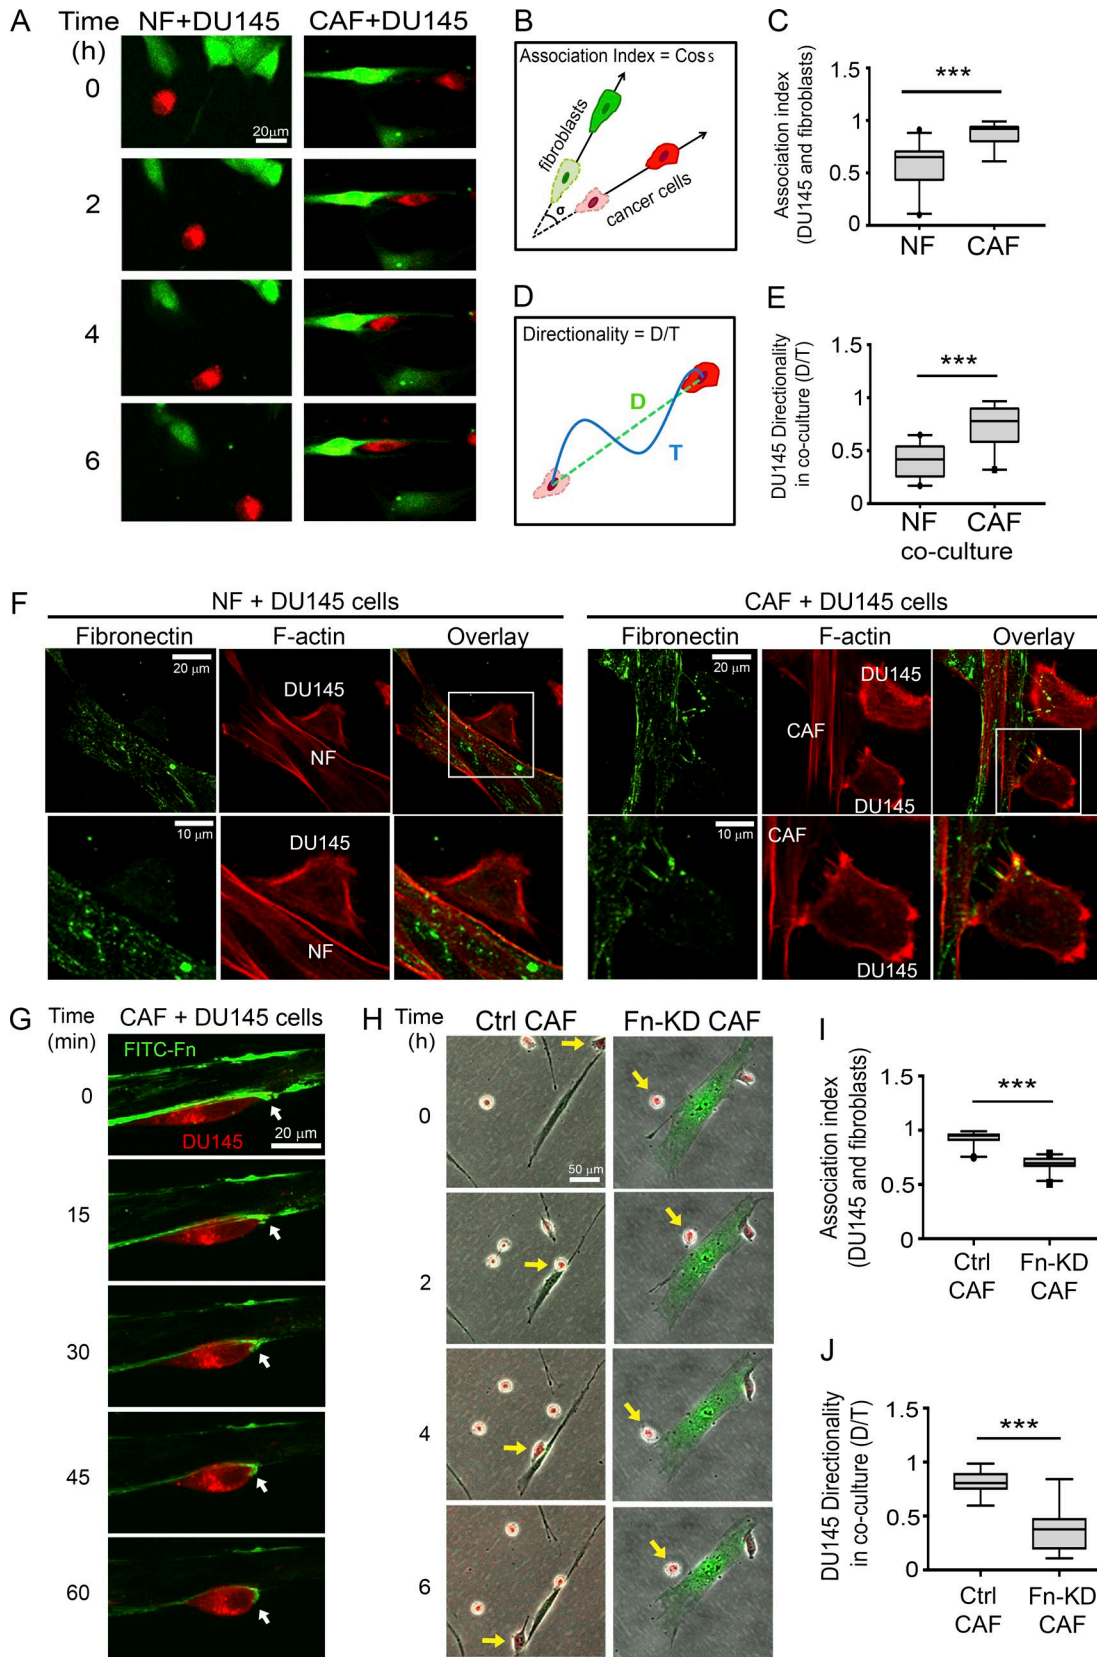 A
Time
(h)
NF+DU145
CAF+DU145
0
2
4
6
20μm
B
Association Index = Cos s
fibroblasts
cancer cells
σ
C
Association index
(DU145 and fibroblasts)
1.5
1
0.5
0
***
NF
CAF
D
Directionality = D/T
D
T
E
DU145 Directionality
in co-culture (D/T)
1.5
1
0.5
0
***
NF
CAF
co-culture
F
NF + DU145 cells
CAF + DU145 cells
Fibronectin
F-actin
Overlay
Fibronectin
F-actin
Overlay
20 μm
DU145
NF
20 μm
DU145
CAF
DU145
10 μm
DU145
NF
10 μm
CAF
DU145
G
Time
(min)
CAF + DU145 cells
FITC-Fn
DU145
20 μm
0
15
30
45
60
H
Time
(h)
Ctrl CAF
Fn-KD CAF
0
2
4
6
50 μm
I
Association index
(DU145 and fibroblasts)
1.5
1
0.5
0
***
Ctrl
CAF
Fn-KD
CAF
J
DU145 Directionality
in co-culture (D/T)
1.5
1
0.5
0
***
Ctrl
CAF
Fn-KD
CAF